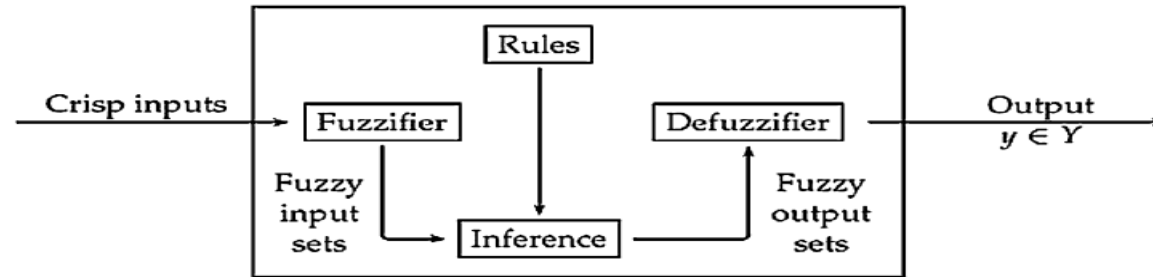 Rules
Crisp inputs
Fuzzifier
Defuzzifier
Output
y ∈ Y
Fuzzy
input
sets
Inference
Fuzzy
output
sets